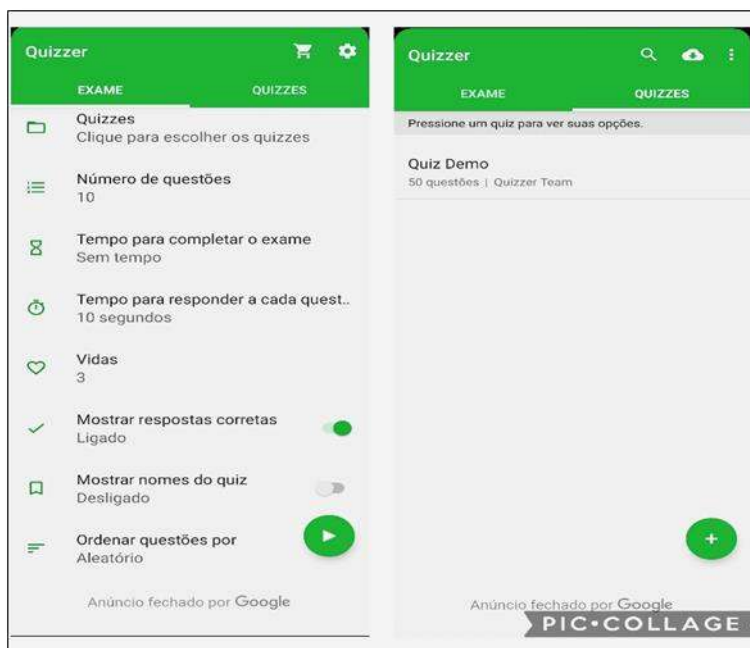 Quizzer
EXAME QUIZZES
Quizzes
Clique para escolher os quizzes
Número de questões
10
Tempo para completar o exame
Sem tempo
Tempo para responder a cada quest..
10 segundos
Vidas
3
Mostrar respostas corretas
Ligado
Mostrar nomes do quiz
Desligado
Ordenar questões por
Aleatório
Anúncio fechado por Google
Quizzer
EXAME QUIZZES
Pressione um quiz para ver suas opções.
Quiz Demo
50 questões | Quizzer Team
Anúncio fechado por Google
PIC•COLLAGE